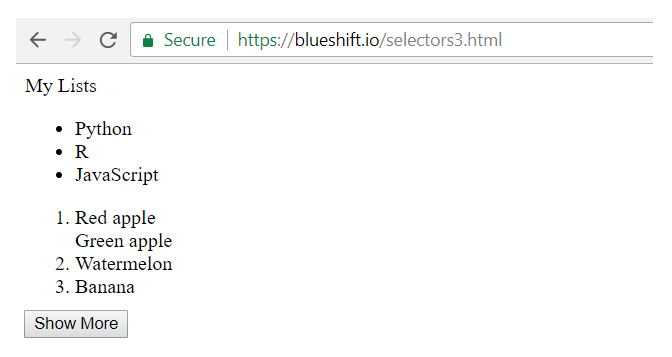 Secure https://blueshift.io/selectors3.html
My Lists
• Python
• R
• JavaScript
1. Red apple
Green apple
2. Watermelon
3. Banana
Show More